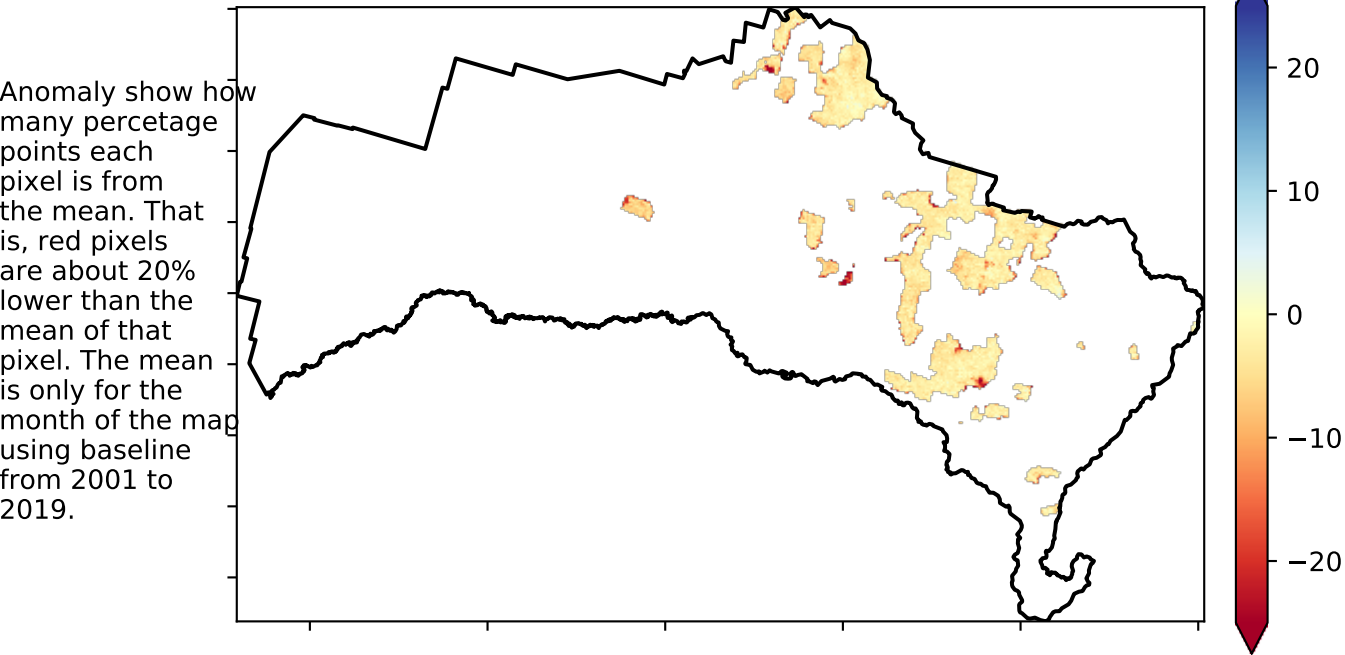 Anomaly show how
many percetage
points each
pixel is from
the mean. That
is, red pixels
are about 20%
lower than the
mean of that
pixel. The mean
is only for the
month of the map
using baseline
from 2001 to
2019.
20
10
0
−10
−20